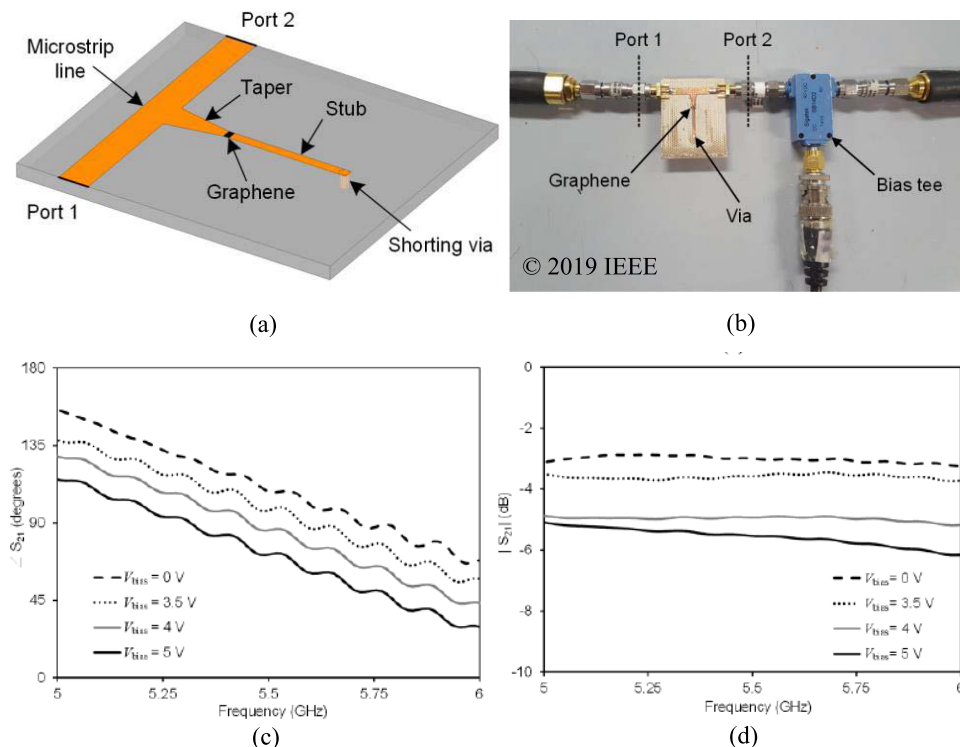 (a)
Port 2
Microstrip
line
Taper
Stub
Graphene
Port 1
Shorting via
(a)
Port 1
Port 2
Graphene
Via
Bias tee
© 2019 IEEE
(b)
180
135
90
45
0
∠ S21 (degrees)
Vbias = 0 V
Vbias = 3.5 V
Vbias = 4 V
Vbias = 5 V
5
5.25
5.5
5.75
6
Frequency (GHz)
(c)
0
-2
-4
-6
-8
-10
| S21| (dB)
Vbias = 0 V
Vbias = 3.5 V
Vbias = 4 V
Vbias = 5 V
5
5.25
5.5
5.75
6
Frequency (GHz)
(d)